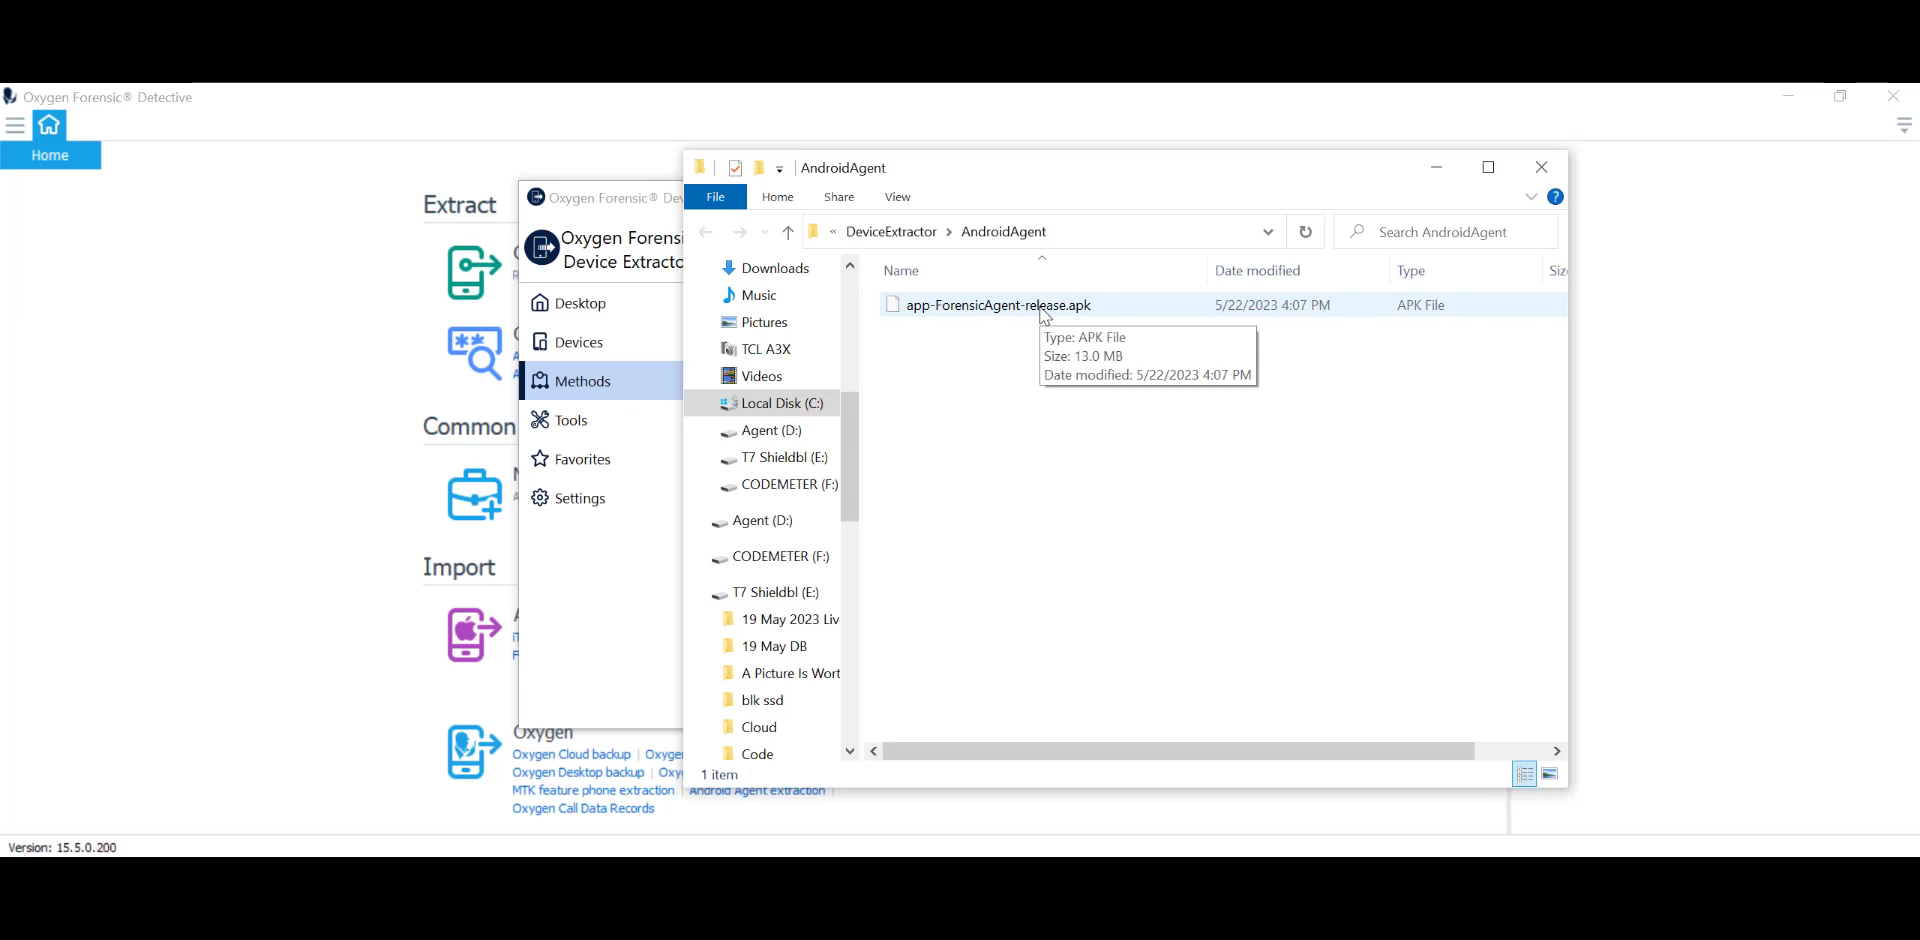 Oxygen Forensic® Detective
Home
Extract
Common
Import
Oxygen
Oxygen Cloud backup
Oxygen Desktop backup
MTK feature phone extraction | Android Agent extraction
Oxygen Call Data Records
Version: 15.5.0.200
Oxygen Forensic® Dev
Oxygen Forensi
Device Extracto
Desktop
Devices
Methods
Tools
Favorites
Settings
AndroidAgent
File Home Share View
« DeviceExtractor > AndroidAgent
Search AndroidAgent
Downloads
Music
Pictures
TCL A3X
Videos
Local Disk (C:)
Agent (D:)
T7 Shieldbl (E:)
CODEMETER (F:)
Agent (D:)
CODEMETER (F:)
T7 Shieldbl (E:)
19 May 2023 Liv
19 May DB
A Picture Is Wort
blk ssd
Cloud
Code
Name Date modified Type Siz
app-ForensicAgent-release.apk 5/22/2023 4:07 PM APK File
Type: APK File
Size: 13.0 MB
Date modified: 5/22/2023 4:07 PM
1 item